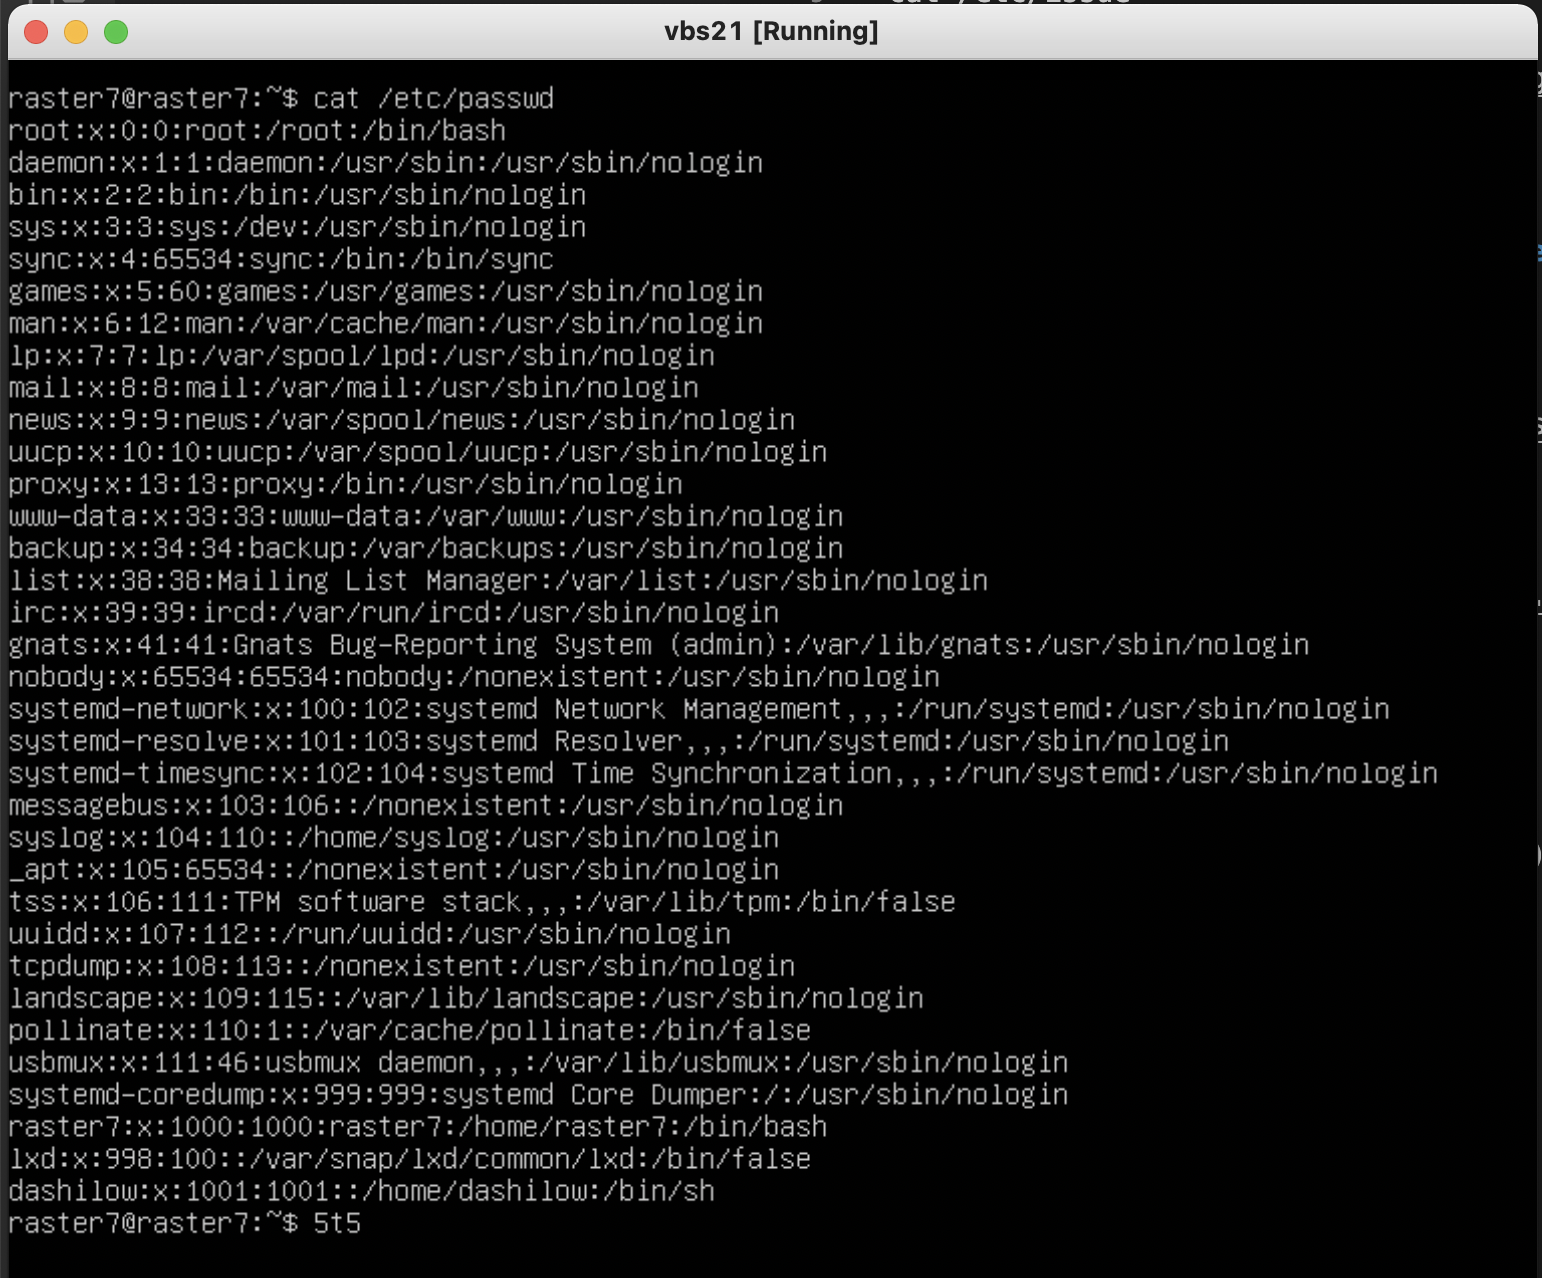 vbs21 [Running]
raster7@raster7:~$ cat /etc/passwd
root:x:0:0:root:/root:/bin/bash
daemon:x:1:1:daemon:/usr/sbin:/usr/sbin/nologin
bin:x:2:2:bin:/bin:/usr/sbin/nologin
sys:x:3:3:sys:/dev:/usr/sbin/nologin
sync:x:4:65534:sync:/bin:/bin/sync
games:x:5:60:games:/usr/games:/usr/sbin/nologin
man:x:6:12:man:/var/cache/man:/usr/sbin/nologin
lp:x:7:7:lp:/var/spool/lpd:/usr/sbin/nologin
mail:x:8:8:mail:/var/mail:/usr/sbin/nologin
news:x:9:9:news:/var/spool/news:/usr/sbin/nologin
uucp:x:10:10:uucp:/var/spool/uucp:/usr/sbin/nologin
proxy:x:13:13:proxy:/bin:/usr/sbin/nologin
www-data:x:33:33:www-data:/var/www:/usr/sbin/nologin
backup:x:34:34:backup:/var/backups:/usr/sbin/nologin
list:x:38:38:Mailing List Manager:/var/list:/usr/sbin/nologin
irc:x:39:39:ircd:/var/run/ircd:/usr/sbin/nologin
gnats:x:41:41:Gnats Bug-Reporting System (admin):/var/lib/gnats:/usr/sbin/nologin
nobody:x:65534:65534:nobody:/nonexistent:/usr/sbin/nologin
systemd-network:x:100:102:systemd Network Management,,,:/run/systemd:/usr/sbin/nologin
systemd-resolve:x:101:103:systemd Resolver,,,:/run/systemd:/usr/sbin/nologin
systemd-timesync:x:102:104:systemd Time Synchronization,,,:/run/systemd:/usr/sbin/nologin
messagebus:x:103:106::/nonexistent:/usr/sbin/nologin
syslog:x:104:110::/home/syslog:/usr/sbin/nologin
_apt:x:105:65534::/nonexistent:/usr/sbin/nologin
tss:x:106:111:TPM software stack,,,:/var/lib/tpm:/bin/false
uuidd:x:107:112::/run/uuidd:/usr/sbin/nologin
tcpdump:x:108:113::/nonexistent:/usr/sbin/nologin
landscape:x:109:115::/var/lib/landscape:/usr/sbin/nologin
pollinate:x:110:1::/var/cache/pollinate:/bin/false
usbmux:x:111:46:usbmux daemon,,,:/var/lib/usbmux:/usr/sbin/nologin
systemd-coredump:x:999:999:systemd Core Dumper:/:/usr/sbin/nologin
raster7:x:1000:1000:raster7:/home/raster7:/bin/bash
lxd:x:998:100::/var/snap/lxd/common/lxd:/bin/false
dashilow:x:1001:1001::/home/dashilow:/bin/sh
raster7@raster7:~$ 5t5